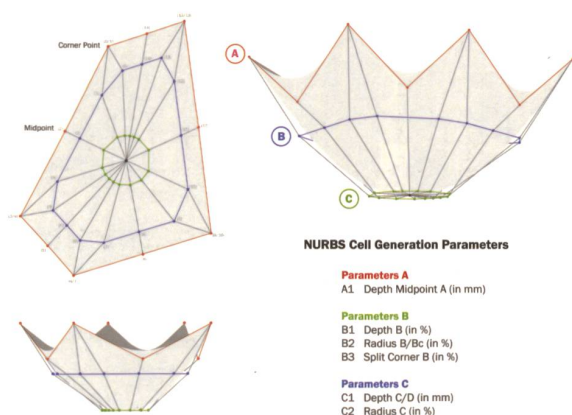 Corner Point
Midpoint
A
B
C
NURBS Cell Generation Parameters
Parameters A
A1 Depth Midpoint A (in mm)
Parameters B
B1 Depth B (in %)
B2 Radius B/Bc (in %)
B3 Split Corner B (in %)
Parameters C
C1 Depth C/D (in mm)
C2 Radius C (in %)